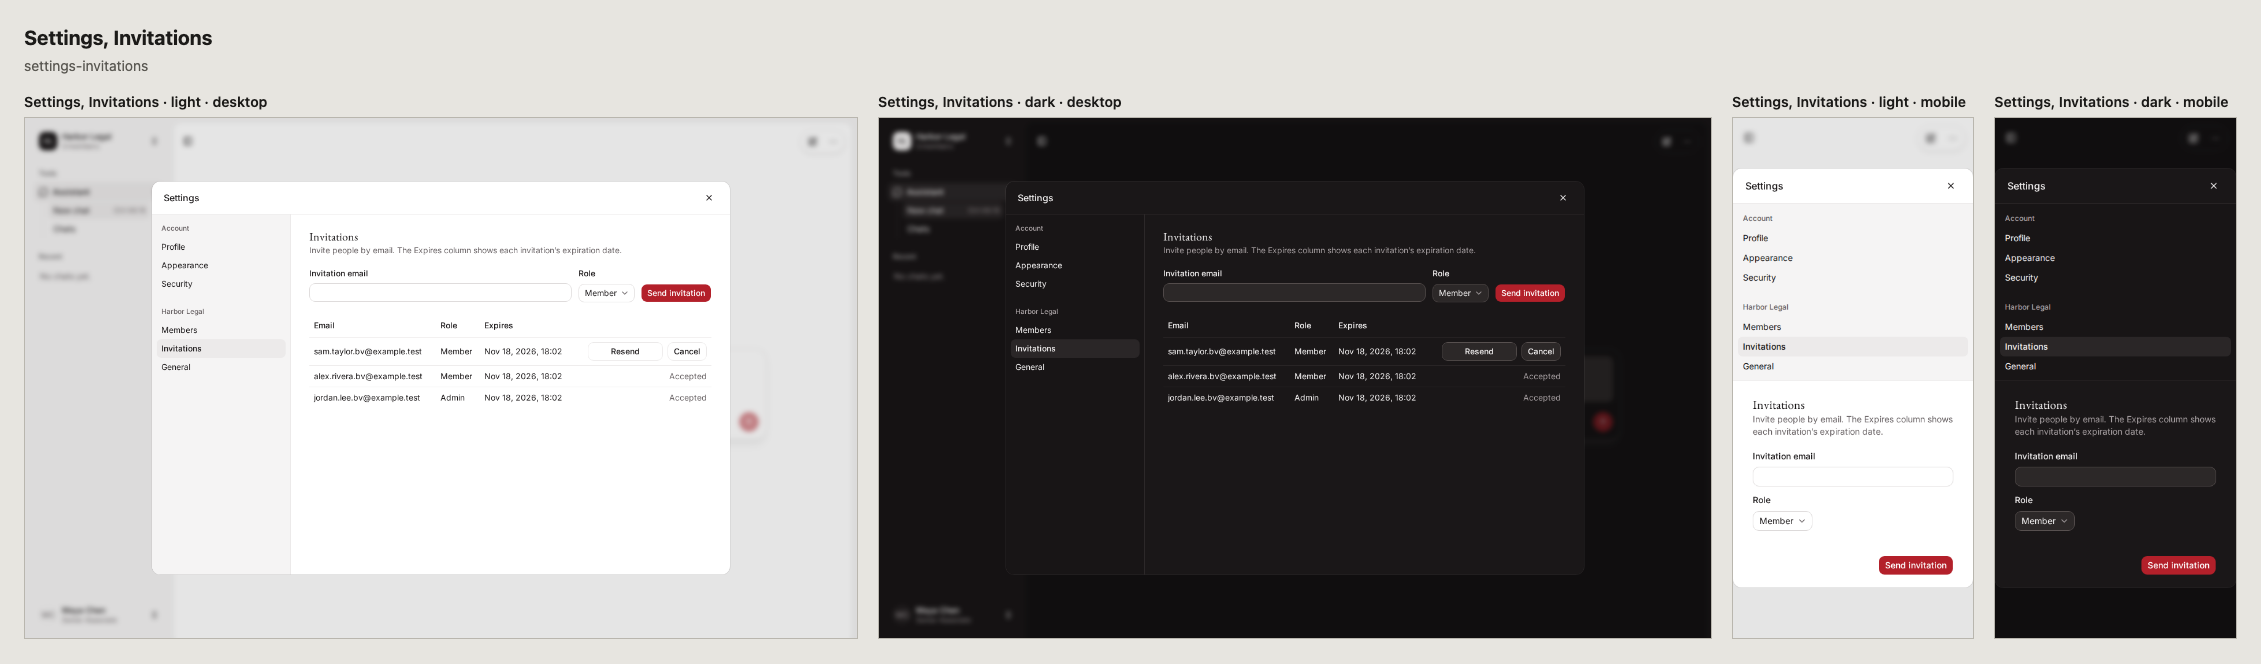 Settings, Invitations
settings-invitations
Settings, Invitations · light · desktop
Harbor Legal
Settings
Account
Profile
Appearance
Security
Harbor Legal
Members
Invitations
General
Invitations
Invite people by email. The Expires column shows each invitation's expiration date.
Invitation email
Role
Member
Send invitation
Email Role Expires
sam.taylor.bv@example.test Member Nov 18, 2026, 18:02 Resend Cancel
alex.rivera.bv@example.test Member Nov 18, 2026, 18:02 Accepted
jordan.lee.bv@example.test Admin Nov 18, 2026, 18:02 Accepted
Settings, Invitations · dark · desktop
Harbor Legal
Settings
Account
Profile
Appearance
Security
Harbor Legal
Members
Invitations
General
Invitations
Invite people by email. The Expires column shows each invitation's expiration date.
Invitation email
Role
Member
Send invitation
Email Role Expires
sam.taylor.bv@example.test Member Nov 18, 2026, 18:02 Resend Cancel
alex.rivera.bv@example.test Member Nov 18, 2026, 18:02 Accepted
jordan.lee.bv@example.test Admin Nov 18, 2026, 18:02 Accepted
Settings, Invitations · light · mobile
Settings
Account
Profile
Appearance
Security
Harbor Legal
Members
Invitations
General
Invitations
Invite people by email. The Expires column shows
each invitation's expiration date.
Invitation email
Role
Member
Send invitation
Settings, Invitations · dark · mobile
Settings
Account
Profile
Appearance
Security
Harbor Legal
Members
Invitations
General
Invitations
Invite people by email. The Expires column shows
each invitation's expiration date.
Invitation email
Role
Member
Send invitation